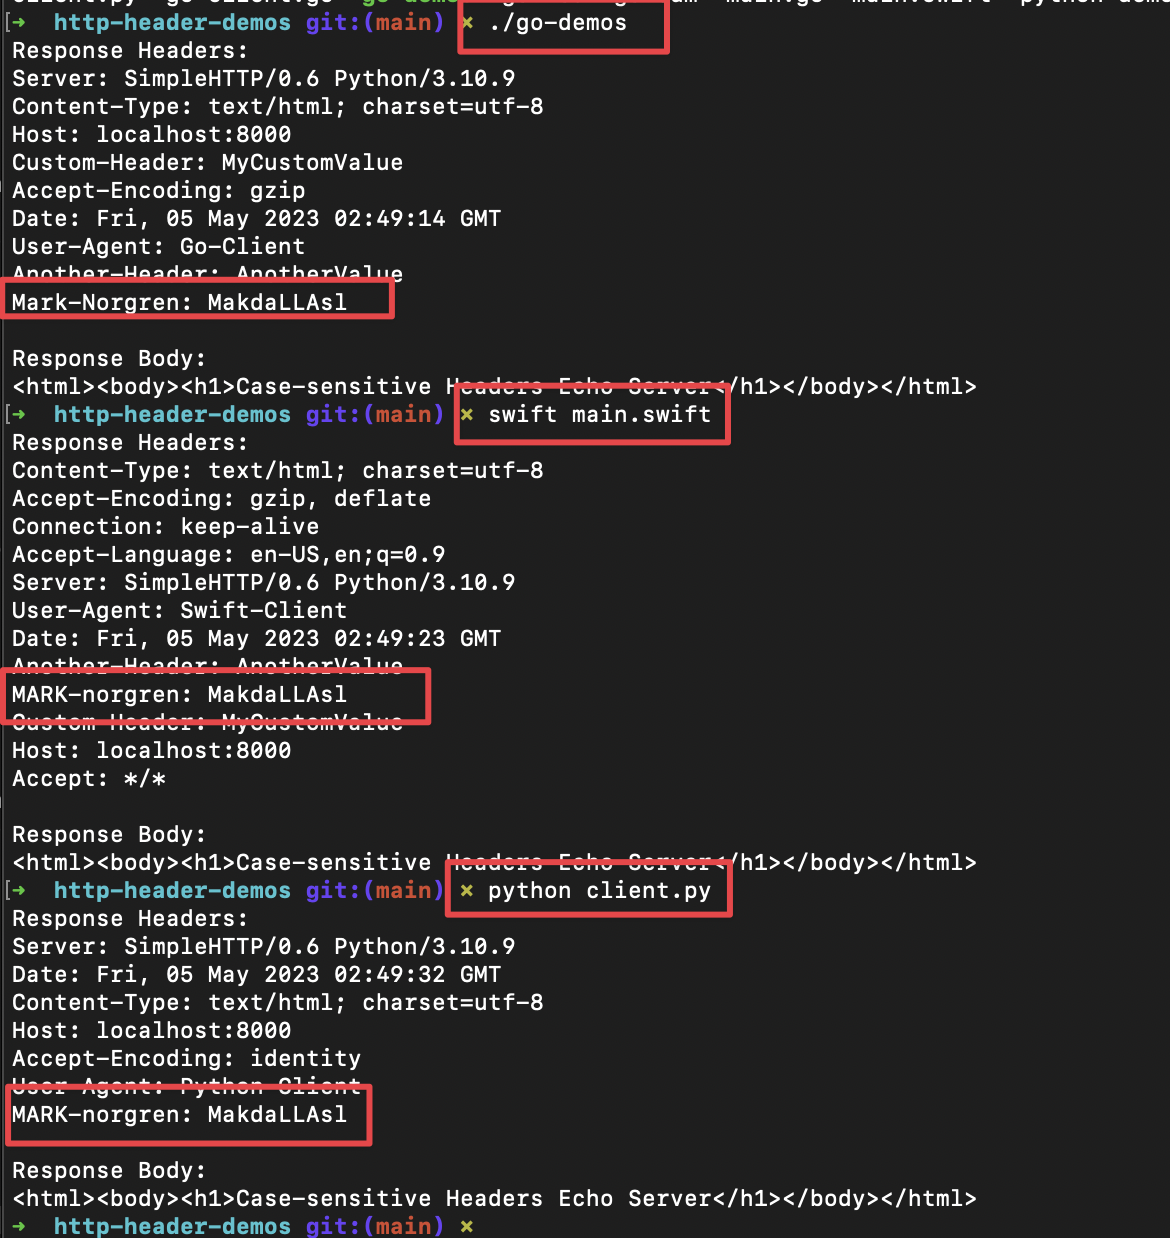 ➜ http-header-demos git:(main) ✗ ./go-demos
Response Headers:
Server: SimpleHTTP/0.6 Python/3.10.9
Content-Type: text/html; charset=utf-8
Host: localhost:8000
Custom-Header: MyCustomValue
Accept-Encoding: gzip
Date: Fri, 05 May 2023 02:49:14 GMT
User-Agent: Go-Client
Another-Header: AnotherValue
Mark-Norgren: MakdaLLAsl
Response Body:
<html><body><h1>Case-sensitive Headers Echo Server</h1></body></html>
➜ http-header-demos git:(main) ✗ swift main.swift
Response Headers:
Content-Type: text/html; charset=utf-8
Accept-Encoding: gzip, deflate
Connection: keep-alive
Accept-Language: en-US,en;q=0.9
Server: SimpleHTTP/0.6 Python/3.10.9
User-Agent: Swift-Client
Date: Fri, 05 May 2023 02:49:23 GMT
Another-Header: AnotherValue
MARK-norgren: MakdaLLAsl
Custom-Header: MyCustomValue
Host: localhost:8000
Accept: */*
Response Body:
<html><body><h1>Case-sensitive Headers Echo Server</h1></body></html>
➜ http-header-demos git:(main) ✗ python client.py
Response Headers:
Server: SimpleHTTP/0.6 Python/3.10.9
Date: Fri, 05 May 2023 02:49:32 GMT
Content-Type: text/html; charset=utf-8
Host: localhost:8000
Accept-Encoding: identity
User-Agent: Python-Client
MARK-norgren: MakdaLLAsl
Response Body:
<html><body><h1>Case-sensitive Headers Echo Server</h1></body></html>
➜ http-header-demos git:(main) ✗